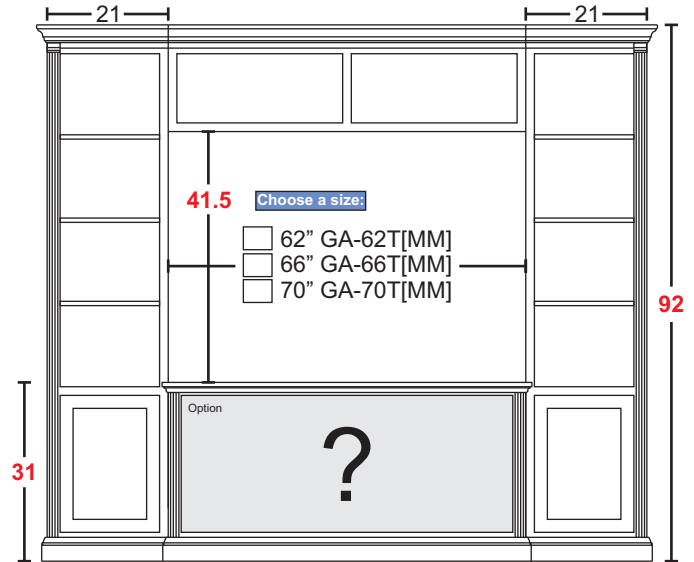 21
21
41.5
Choose a size:
62” GA-62T[MM]
66” GA-66T[MM]
70” GA-70T[MM]
92
Option
?
31